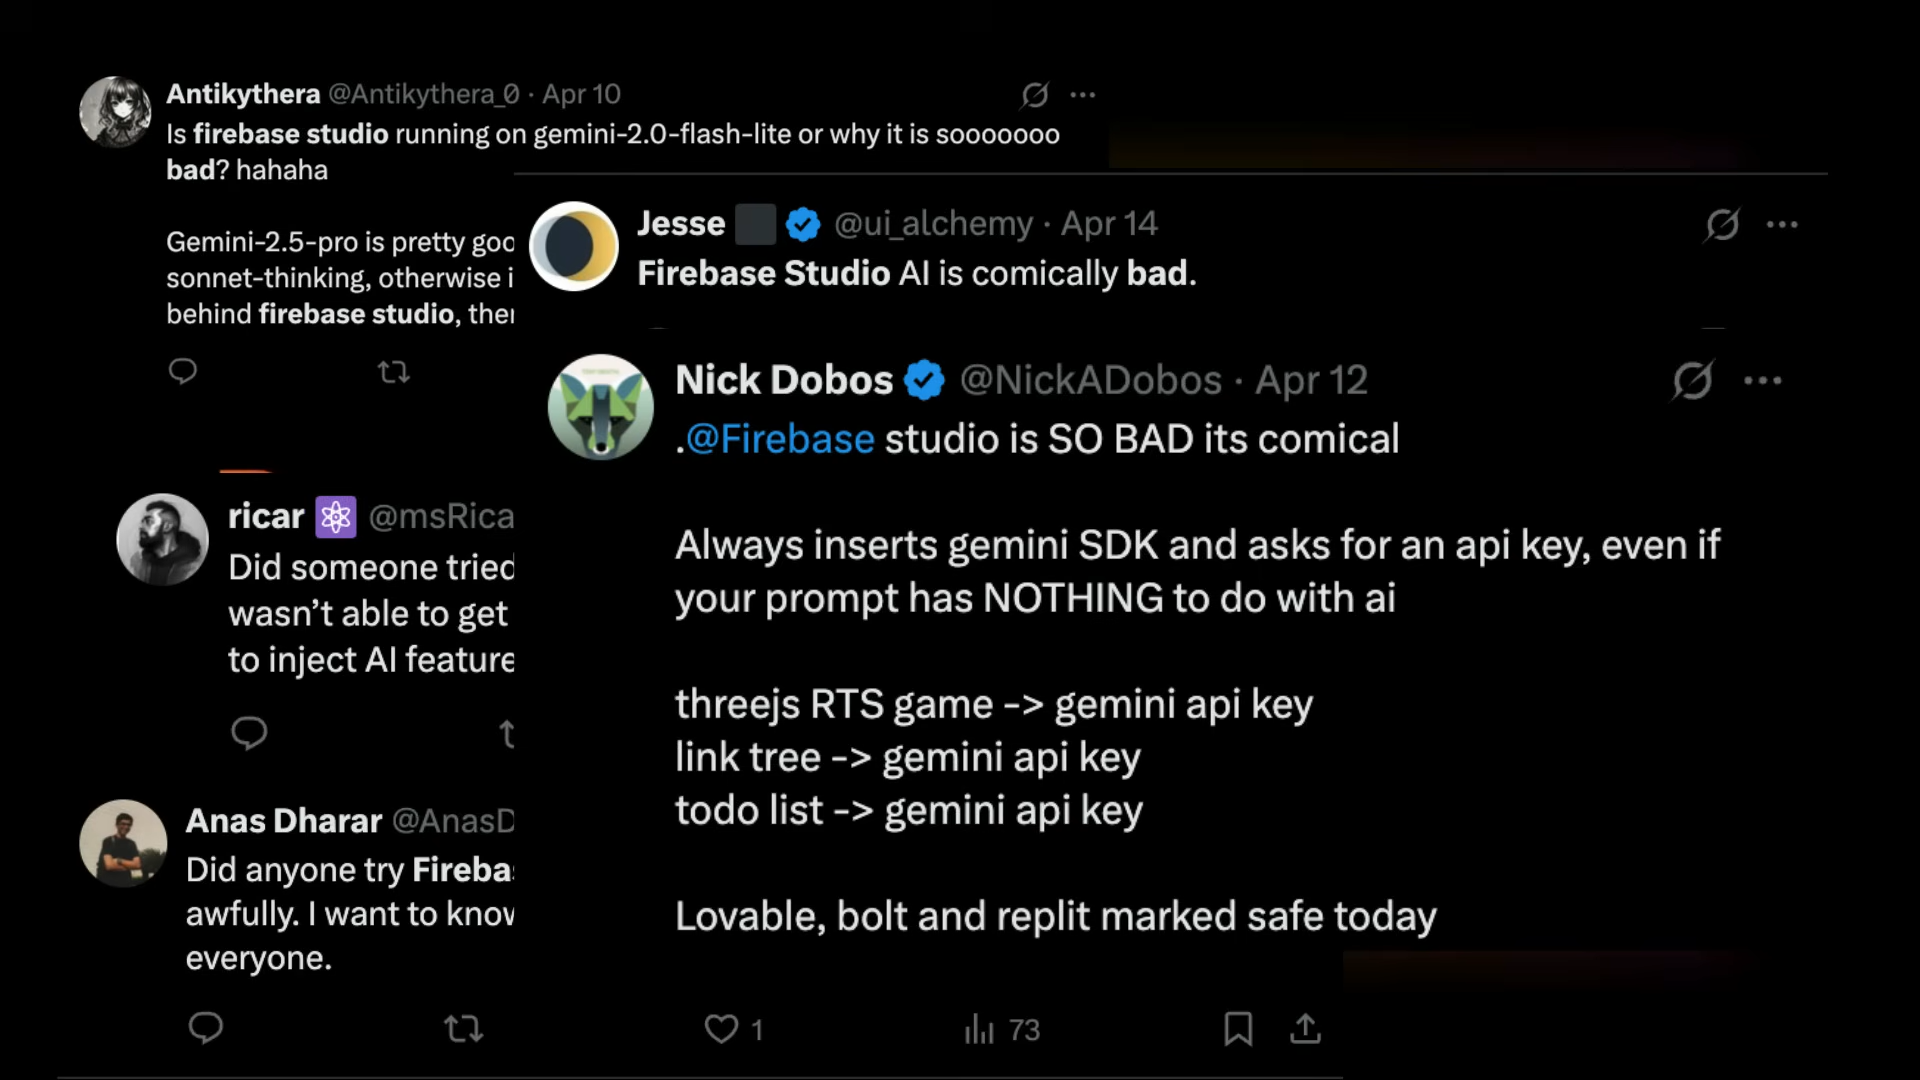 Antikythera @Antikythera_0 · Apr 10
Is firebase studio running on gemini-2.0-flash-lite or why it is sooooooo
bad? hahaha
Gemini-2.5-pro is pretty goo
sonnet-thinking, otherwise i
behind firebase studio, ther
Jesse @ui_alchemy · Apr 14
Firebase Studio AI is comically bad.
Nick Dobos @NickADobos · Apr 12
.@Firebase studio is SO BAD its comical
Always inserts gemini SDK and asks for an api key, even if
your prompt has NOTHING to do with ai
threejs RTS game -> gemini api key
link tree -> gemini api key
todo list -> gemini api key
Lovable, bolt and replit marked safe today
ricar @msRica
Did someone tried
wasn’t able to get
to inject AI feature
Anas Dharar @AnasD
Did anyone try Fireba
awfully. I want to know
everyone.
1 73